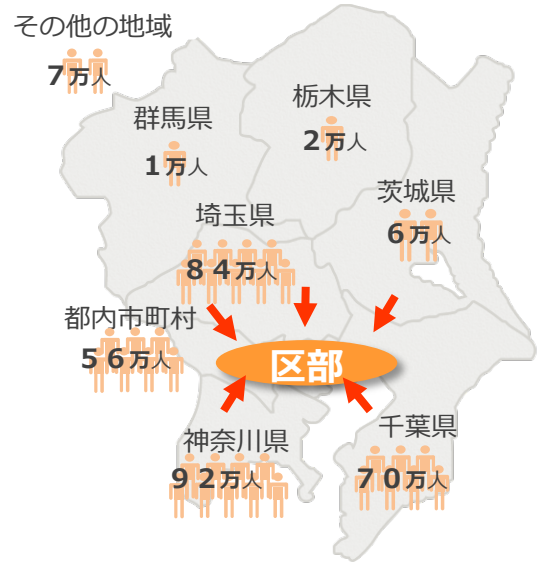 その他の地域
7万人
栃木県
2万人
群馬県
1万人
茨城県
6万人
埼玉県
84万人
都内市町村
56万人
区部
神奈川県
92万人
千葉県
70万人